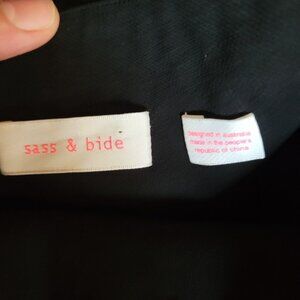 sass & bide
designed in australia
made in the people's
republic of china